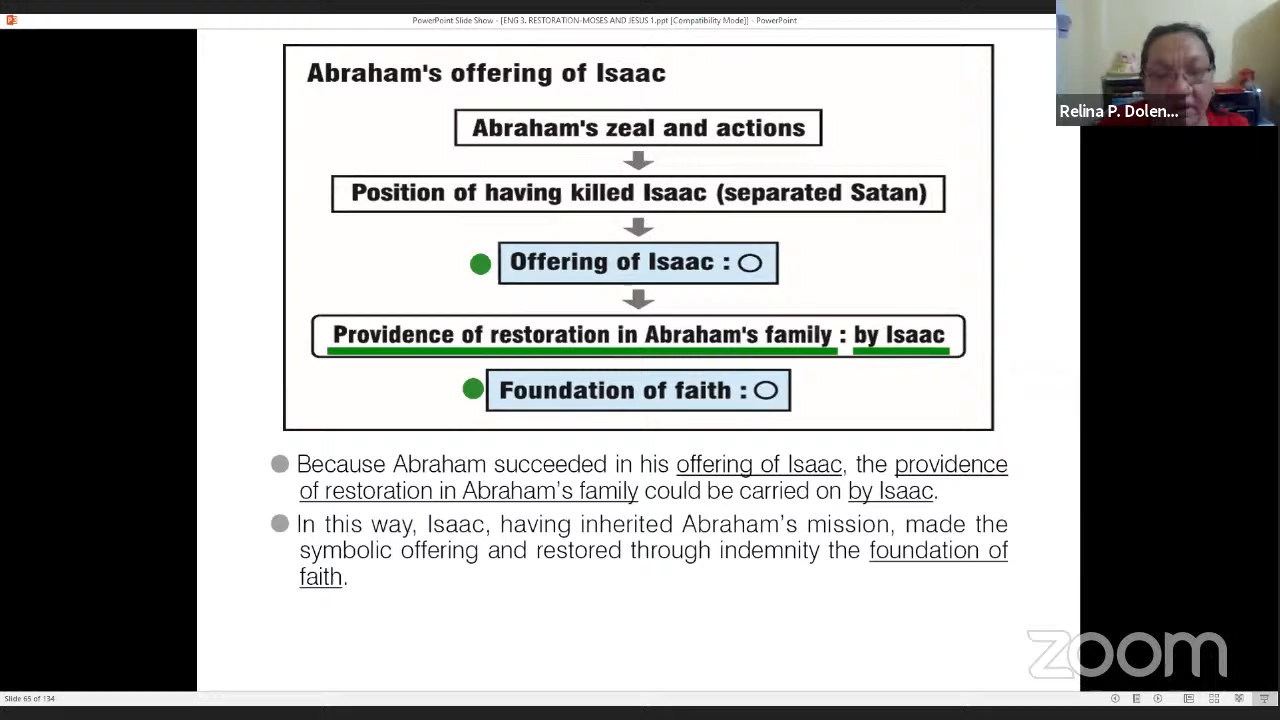 PowerPoint Slide Show - [ENG 3. RESTORATION-MOSES AND JESUS 1.ppt [Compatibility Mode]] - PowerPoint
Relina P. Dolen...
Abraham's offering of Isaac
Abraham's zeal and actions
Position of having killed Isaac (separated Satan)
Offering of Isaac : ○
Providence of restoration in Abraham's family : by Isaac
Foundation of faith : ○
● Because Abraham succeeded in his offering of Isaac, the providence
of restoration in Abraham's family could be carried on by Isaac.
● In this way, Isaac, having inherited Abraham's mission, made the
symbolic offering and restored through indemnity the foundation of
faith.
zoom
Slide 65 of 134